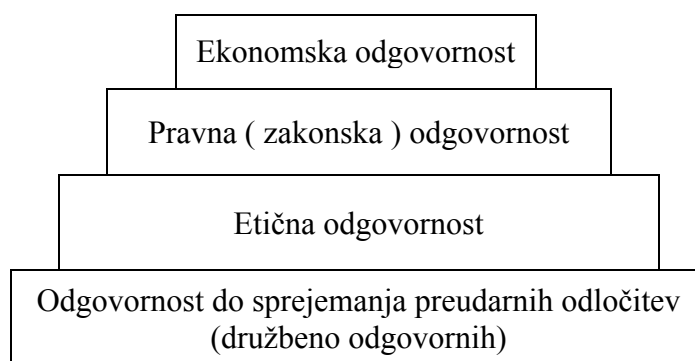 Ekonomska odgovornost
Pravna ( zakonska ) odgovornost
Etična odgovornost
Odgovornost do sprejemanja preudarnih odločitev
(družbeno odgovornih)